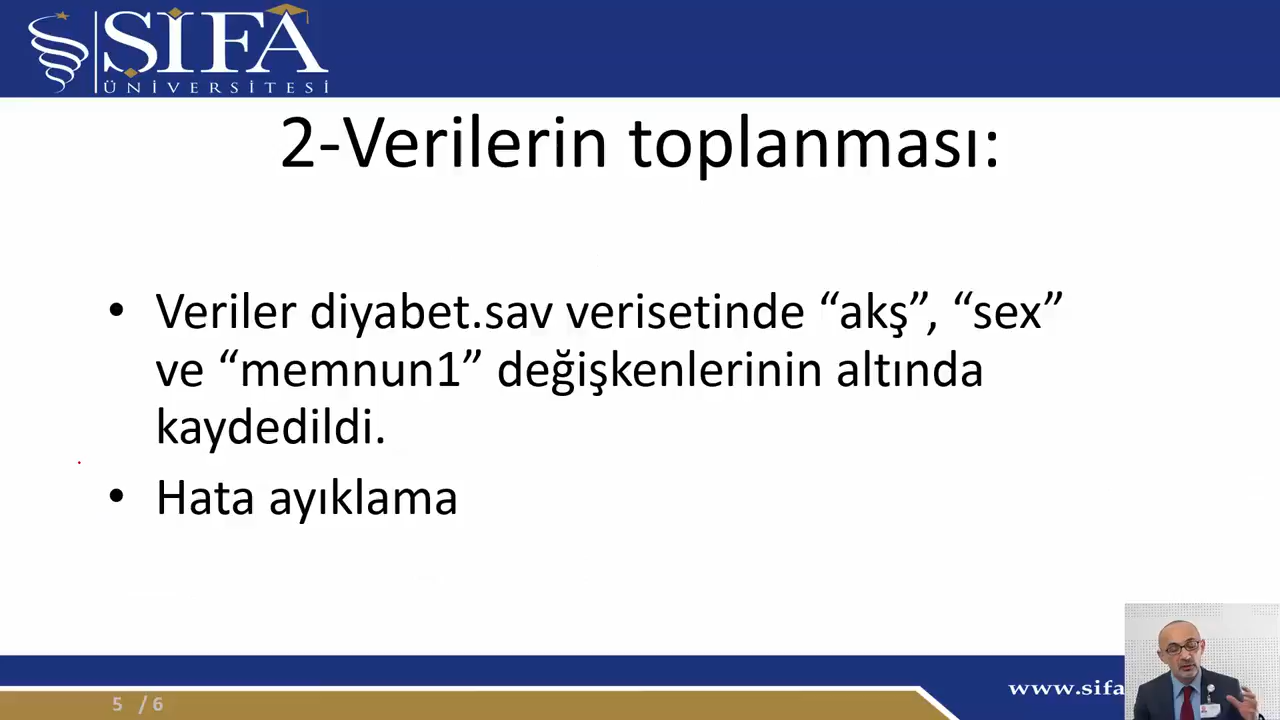 ŞİFA
ÜNİVERSİTESİ
2-Verilerin toplanması:
• Veriler diyabet.sav verisetinde “akş”, “sex”
ve “memnun1” değişkenlerinin altında
kaydedildi.
• Hata ayıklama
www.sifa
5 / 6